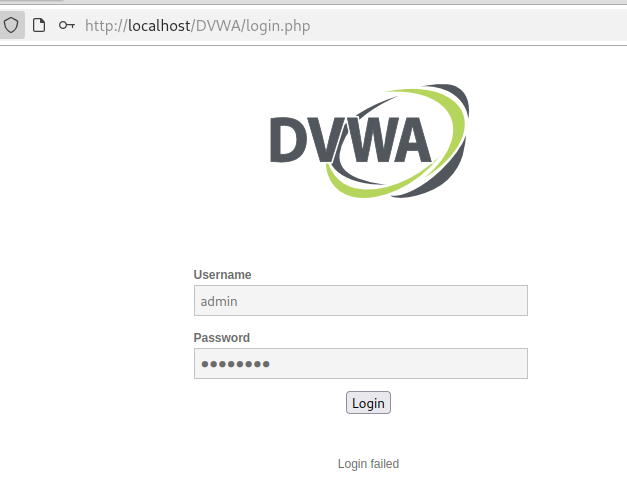 http://localhost/DVWA/login.php
DVWA
Username
admin
Password
●●●●●●●●
Login
Login failed